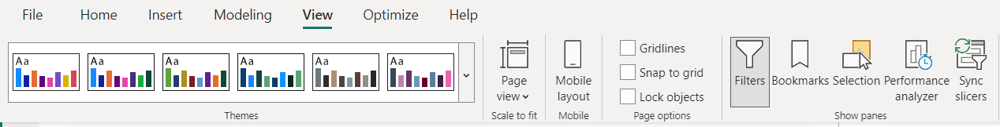 File Home Insert Modeling View Optimize Help
Aa Aa Aa Aa Aa Aa
Themes
Page
view
Scale to fit
Mobile
layout
Mobile
Gridlines
Snap to grid
Lock objects
Page options
Filters Bookmarks Selection Performance
analyzer
Sync
slicers
Show panes